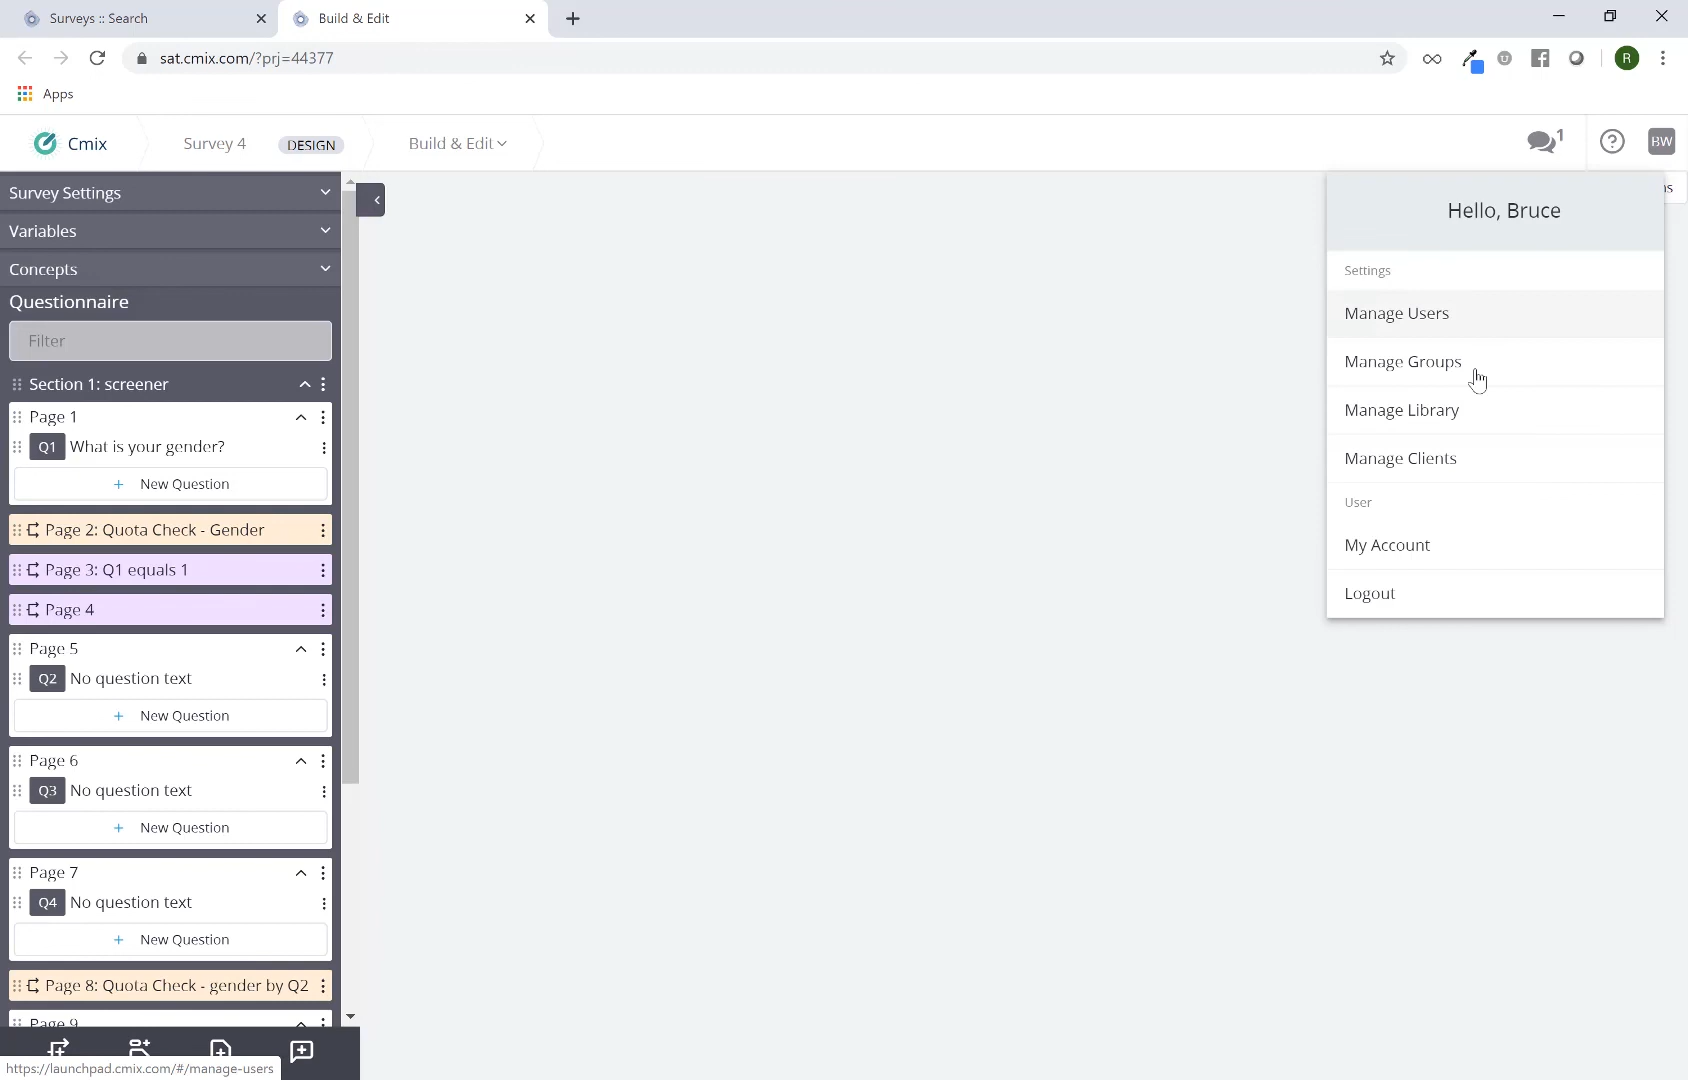 Surveys :: Search
Build & Edit
sat.cmix.com/?prj=44377
R
Apps
Cmix
Survey 4
DESIGN
Build & Edit
1
BW
Survey Settings
Variables
Concepts
Questionnaire
Filter
Section 1: screener
Page 1
Q1 What is your gender?
+ New Question
Page 2: Quota Check - Gender
Page 3: Q1 equals 1
Page 4
Page 5
Q2 No question text
+ New Question
Page 6
Q3 No question text
+ New Question
Page 7
Q4 No question text
+ New Question
Page 8: Quota Check - gender by Q2
Page 9
https://launchpad.cmix.com/#/manage-users
Hello, Bruce
Settings
Manage Users
Manage Groups
Manage Library
Manage Clients
User
My Account
Logout